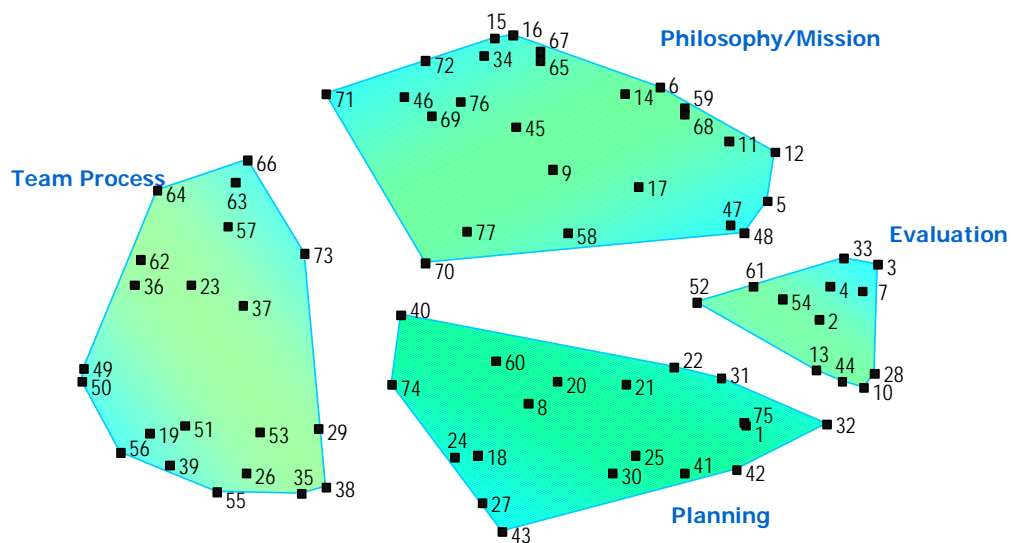 15 16
67
Philosophy/Mission
72 34 65
6
71 46 76 14 59
69 45 68
11 12
66
Team Process 64 63
9 17
5
57 77 58 47 48
Evaluation
73 70
62 33 3
36 23 61 4 7
52 54
37 40 2
22
49 60 31 13 44 28
50 74 20 21 10
8
75
51 29 1 32
19 53
56 24 18 25
39 26 30 41 42
35 38
55 27
Planning
43